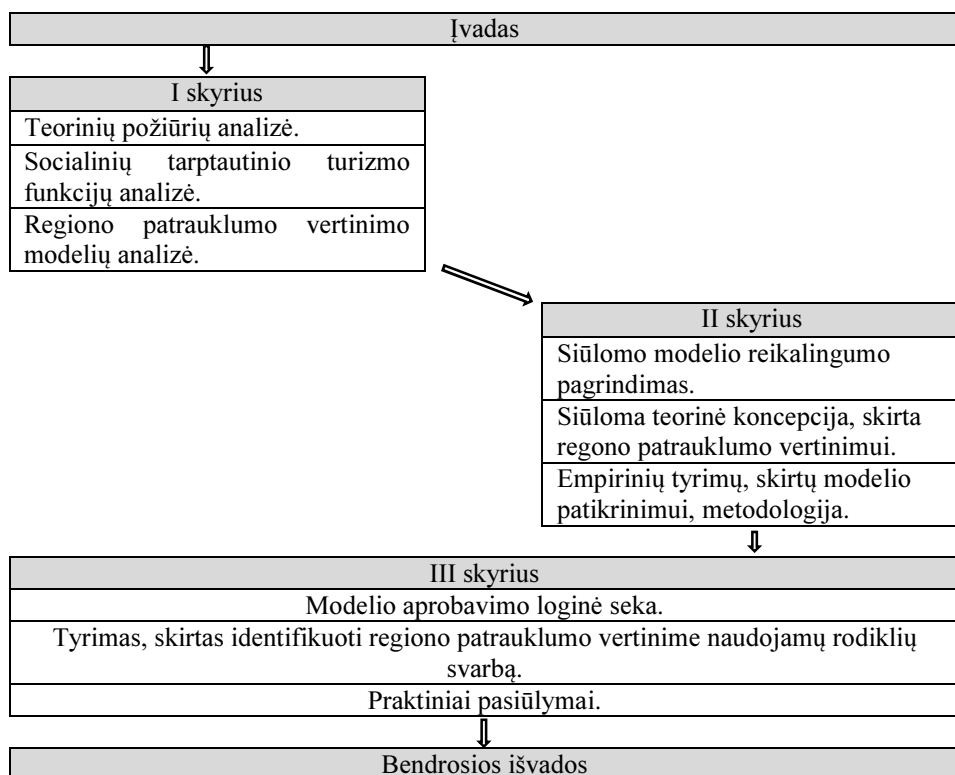 Įvadas
I skyrius
Teorinių požiūrių analizė.
Socialinių tarptautinio turizmo
funkcijų analizė.
Regiono patrauklumo vertinimo
modelių analizė.
II skyrius
Siūlomo modelio reikalingumo
pagrindimas.
Siūloma teorinė koncepcija, skirta
regono patrauklumo vertinimui.
Empirinių tyrimų, skirtų modelio
patikrinimui, metodologija.
III skyrius
Modelio aprobavimo loginė seka.
Tyrimas, skirtas identifikuoti regiono patrauklumo vertinime naudojamų rodiklių
svarbą.
Praktiniai pasiūlymai.
Bendrosios išvados